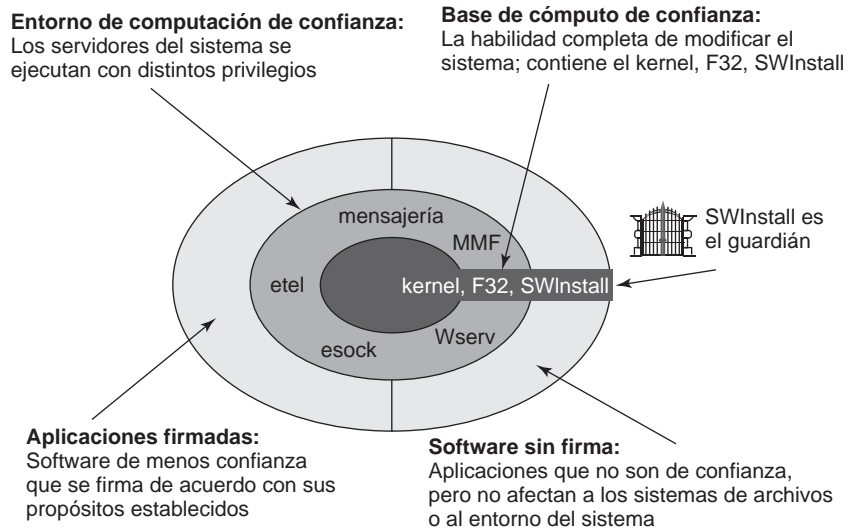 Entorno de computación de confianza:
Los servidores del sistema se
ejecutan con distintos privilegios
Base de cómputo de confianza:
La habilidad completa de modificar el
sistema; contiene el kernel, F32, SWInstall
mensajería
MMF
SWInstall es
el guardián
etel
kernel, F32, SWInstall
esock
Wserv
Aplicaciones firmadas:
Software de menos confianza
que se firma de acuerdo con sus
propósitos establecidos
Software sin firma:
Aplicaciones que no son de confianza,
pero no afectan a los sistemas de archivos
o al entorno del sistema